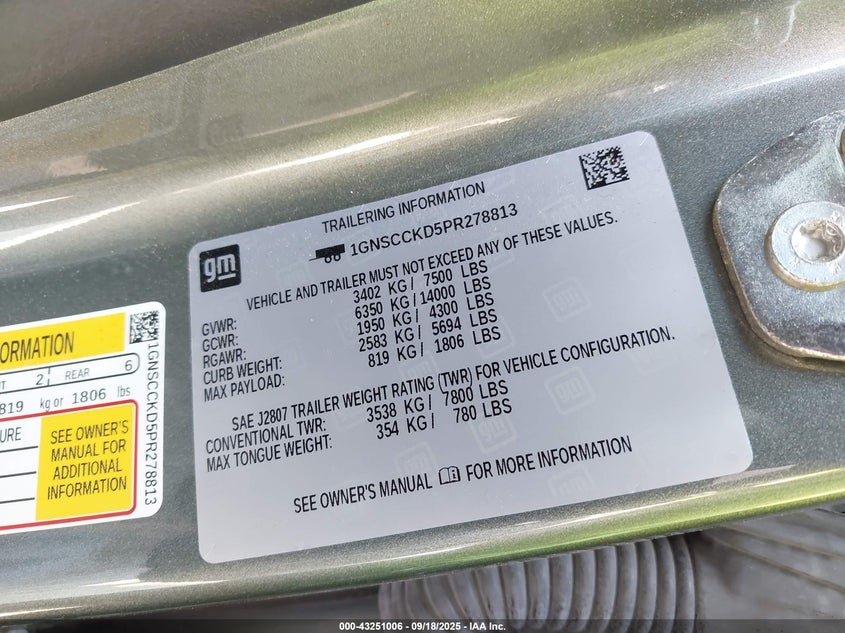 TRAILERING INFORMATION
1GNSCCKD5PR278813
gm
VEHICLE AND TRAILER MUST NOT EXCEED ANY OF THESE VALUES.
GVWR: 3402 KG / 7500 LBS
GCWR: 6350 KG / 14000 LBS
RGAWR: 1950 KG / 4300 LBS
CURB WEIGHT: 2583 KG / 5694 LBS
MAX PAYLOAD: 819 KG / 1806 LBS
SAE J2807 TRAILER WEIGHT RATING (TWR) FOR VEHICLE CONFIGURATION.
CONVENTIONAL TWR: 3538 KG / 7800 LBS
MAX TONGUE WEIGHT: 354 KG / 780 LBS
SEE OWNER'S MANUAL FOR MORE INFORMATION
ORMATION
2 REAR 6
819 kg or 1806 lbs
URE
SEE OWNER'S
MANUAL FOR
ADDITIONAL
INFORMATION
1GNSCCKD5PR278813
000-43251006 - 09/18/2025 - IAA Inc.